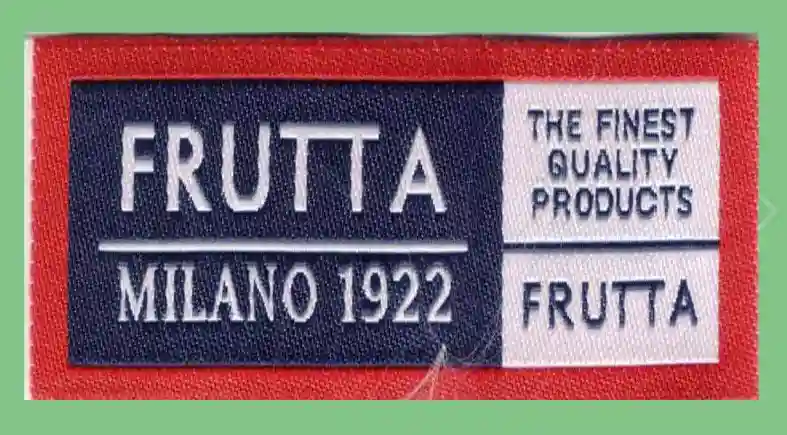 FRUTTA
MILANO 1922
THE FINEST
QUALITY
PRODUCTS
FRUTTA